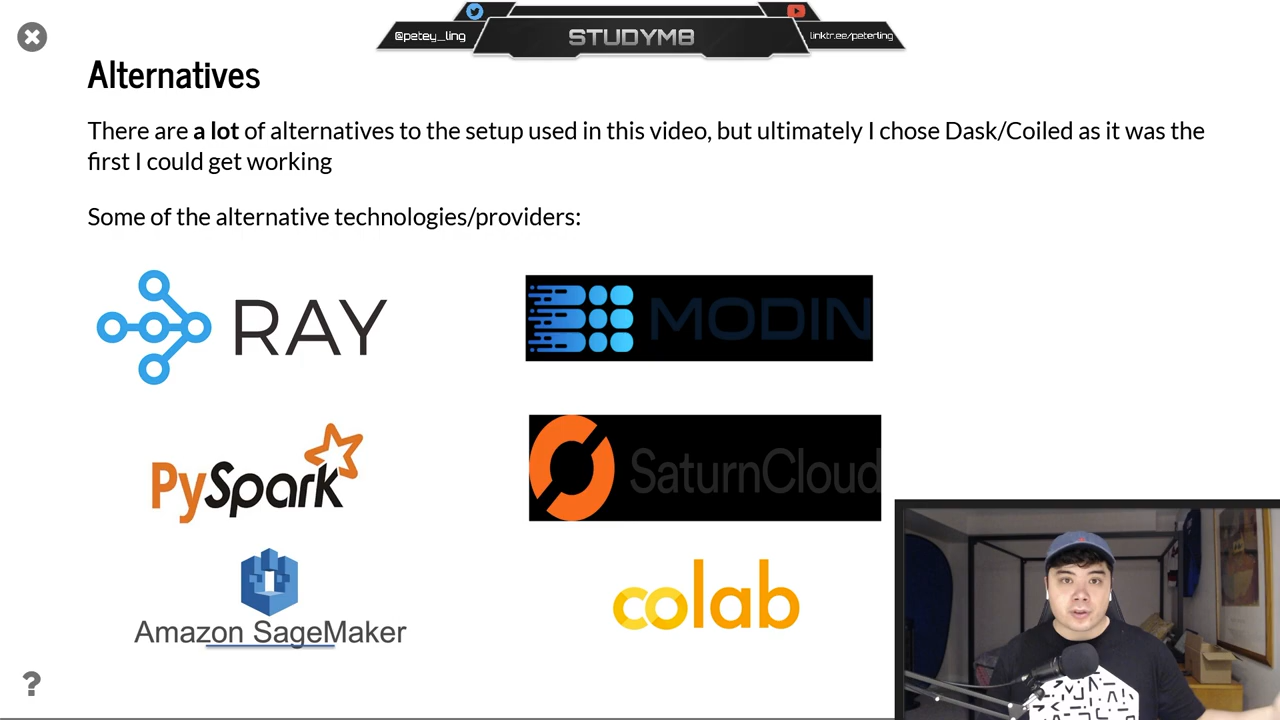 @petey_ling
STUDYM8
linktr.ee/peterling
Alternatives
There are a lot of alternatives to the setup used in this video, but ultimately I chose Dask/Coiled as it was the
first I could get working
Some of the alternative technologies/providers:
RAY
MODIN
PySpark
SaturnCloud
Amazon SageMaker
colab
?